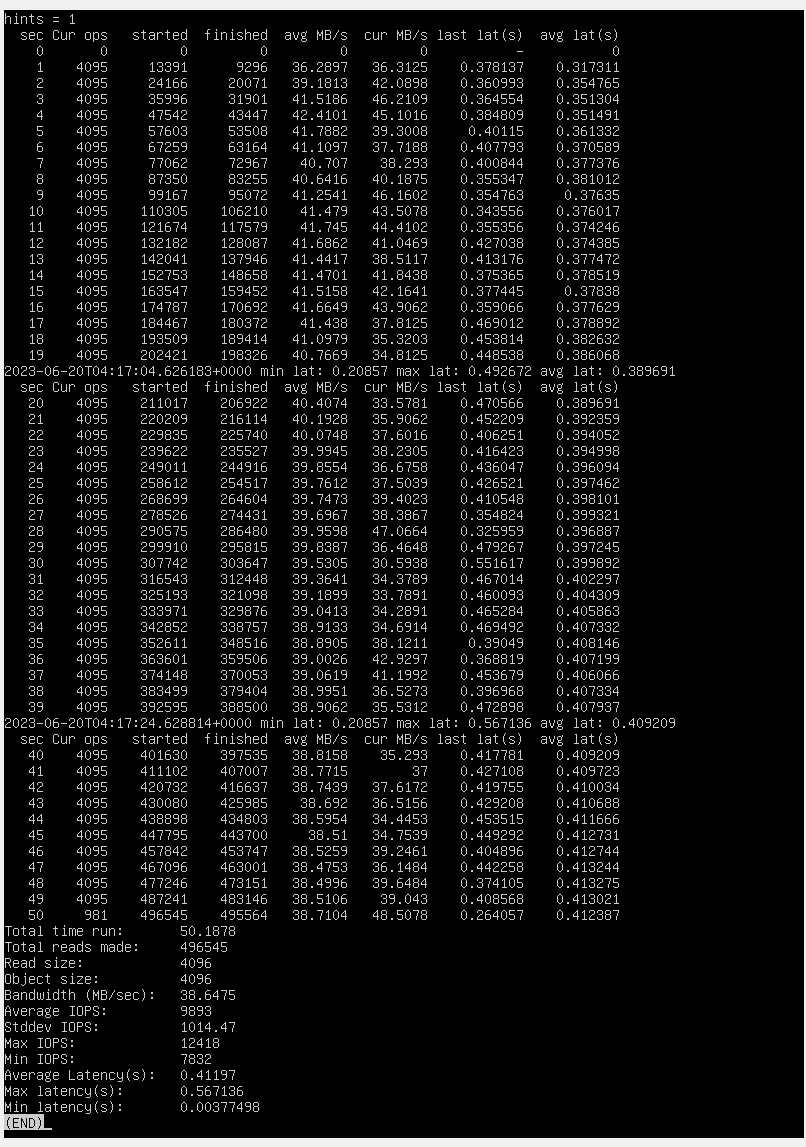 hints = 1
sec Cur ops started finished avg MB/s cur MB/s last lat(s) avg lat(s)
0 0 0 0 0 0 - 0
1 4095 13391 9296 36.2897 36.3125 0.378137 0.317311
2 4095 24166 20071 39.1813 42.0898 0.360993 0.354765
3 4095 35996 31901 41.5186 46.2109 0.364554 0.351304
4 4095 47542 43447 42.4101 45.1016 0.384809 0.351491
5 4095 57603 53508 41.7882 39.3008 0.40115 0.361332
6 4095 67259 63164 41.1097 37.7188 0.407793 0.370589
7 4095 77062 72967 40.707 38.293 0.400844 0.377376
8 4095 87350 83255 40.6416 40.1875 0.355347 0.381012
9 4095 99167 95072 41.2541 46.1602 0.354763 0.37635
10 4095 110305 106210 41.479 43.5078 0.343556 0.376017
11 4095 121674 117579 41.745 44.4102 0.355356 0.374246
12 4095 132182 128087 41.6862 41.0469 0.427038 0.374385
13 4095 142041 137946 41.4417 38.5117 0.413176 0.377472
14 4095 152753 148658 41.4701 41.8438 0.375365 0.378519
15 4095 163547 159452 41.5158 42.1641 0.377445 0.37838
16 4095 174787 170692 41.6649 43.9062 0.359066 0.377629
17 4095 184467 180372 41.438 37.8125 0.469012 0.378892
18 4095 193509 189414 41.0979 35.3203 0.453814 0.382632
19 4095 202421 198326 40.7669 34.8125 0.448538 0.386068
2023-06-20T04:17:04.626183+0000 min lat: 0.20857 max lat: 0.492672 avg lat: 0.389691
sec Cur ops started finished avg MB/s cur MB/s last lat(s) avg lat(s)
20 4095 211017 206922 40.4074 33.5781 0.470566 0.389691
21 4095 220209 216114 40.1928 35.9062 0.452209 0.392359
22 4095 229835 225740 40.0748 37.6016 0.406251 0.394052
23 4095 239622 235527 39.9945 38.2305 0.416423 0.394998
24 4095 249011 244916 39.8554 36.6758 0.436047 0.396094
25 4095 258612 254517 39.7612 37.5039 0.426521 0.397462
26 4095 268699 264604 39.7473 39.4023 0.410548 0.398101
27 4095 278526 274431 39.6967 38.3867 0.354824 0.399321
28 4095 290575 286480 39.9598 47.0664 0.325959 0.396887
29 4095 299910 295815 39.8387 36.4648 0.479267 0.397245
30 4095 307742 303647 39.5305 30.5938 0.551617 0.399892
31 4095 316543 312448 39.3641 34.3789 0.467014 0.402297
32 4095 325193 321098 39.1899 33.7891 0.460093 0.404309
33 4095 333971 329876 39.0413 34.2891 0.465284 0.405863
34 4095 342852 338757 38.9133 34.6914 0.469492 0.407332
35 4095 352611 348516 38.8905 38.1211 0.39049 0.408146
36 4095 363601 359506 39.0026 42.9297 0.368819 0.407199
37 4095 374148 370053 39.0619 41.1992 0.453679 0.406066
38 4095 383499 379404 38.9951 36.5273 0.396968 0.407334
39 4095 392595 388500 38.9062 35.5312 0.472898 0.407937
2023-06-20T04:17:24.628814+0000 min lat: 0.20857 max lat: 0.567136 avg lat: 0.409209
sec Cur ops started finished avg MB/s cur MB/s last lat(s) avg lat(s)
40 4095 401630 397535 38.8158 35.293 0.417781 0.409209
41 4095 411102 407007 38.7715 37 0.427108 0.409723
42 4095 420732 416637 38.7439 37.6172 0.419755 0.410034
43 4095 430080 425985 38.692 36.5156 0.429208 0.410688
44 4095 438898 434803 38.5954 34.4453 0.453515 0.411666
45 4095 447795 443700 38.51 34.7539 0.449292 0.412731
46 4095 457842 453747 38.5259 39.2461 0.404896 0.412744
47 4095 467096 463001 38.4753 36.1484 0.442258 0.413244
48 4095 477246 473151 38.4996 39.6484 0.374105 0.413275
49 4095 487241 483146 38.5106 39.043 0.408568 0.413021
50 981 496545 495564 38.7104 48.5078 0.264057 0.412387
Total time run: 50.1878
Total reads made: 496545
Read size: 4096
Object size: 4096
Bandwidth (MB/sec): 38.6475
Average IOPS: 9893
Stddev IOPS: 1014.47
Max IOPS: 12418
Min IOPS: 7832
Average Latency(s): 0.41197
Max latency(s): 0.567136
Min latency(s): 0.00377498
(END)